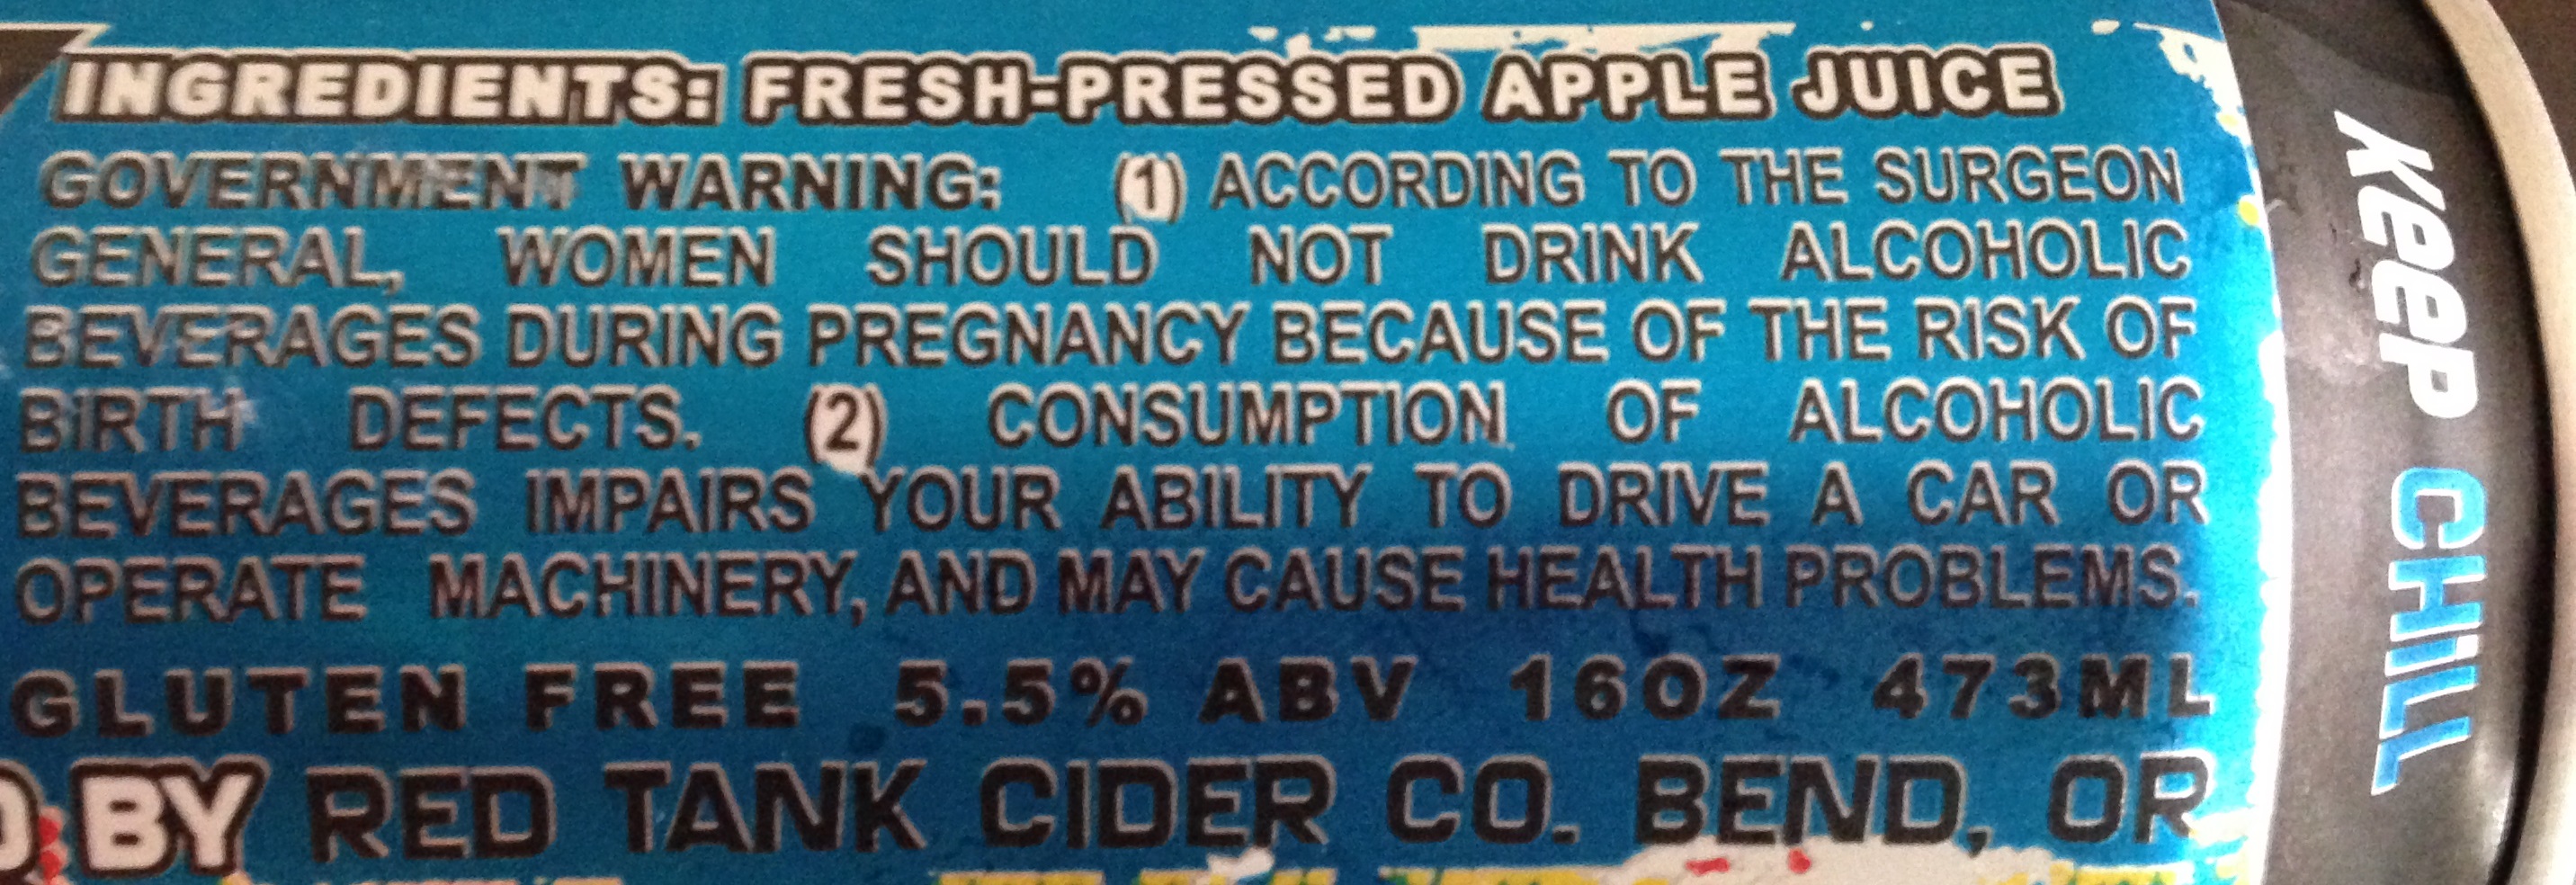 INGREDIENTS: FRESH-PRESSED APPLE JUICE
GOVERNMENT WARNING: (1) ACCORDING TO THE SURGEON
GENERAL, WOMEN SHOULD NOT DRINK ALCOHOLIC
BEVERAGES DURING PREGNANCY BECAUSE OF THE RISK OF
BIRTH DEFECTS. (2) CONSUMPTION OF ALCOHOLIC
BEVERAGES IMPAIRS YOUR ABILITY TO DRIVE A CAR OR
OPERATE MACHINERY, AND MAY CAUSE HEALTH PROBLEMS.
GLUTEN FREE 5.5% ABV 16OZ 473ML
BY RED TANK CIDER CO. BEND, OR
Keep CHiLL